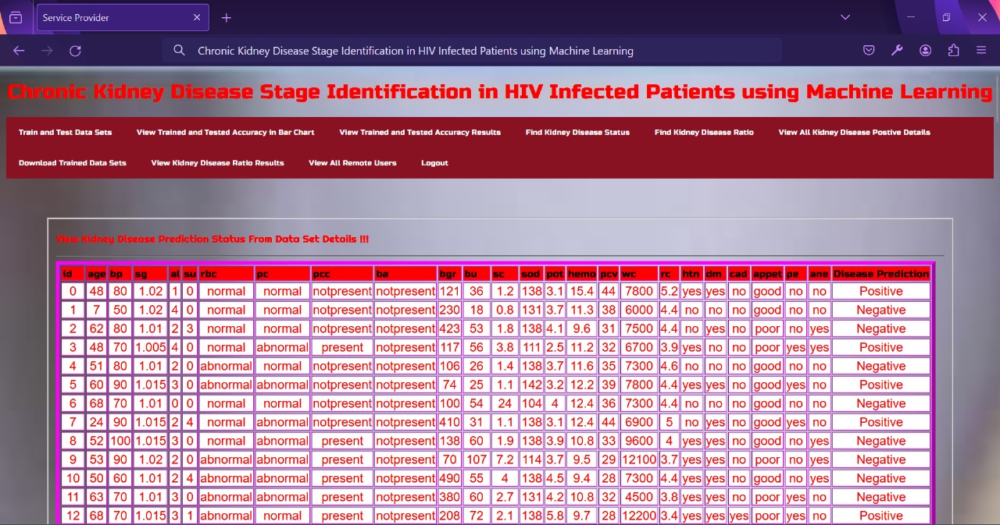 Service Provider
Chronic Kidney Disease Stage Identification in HIV Infected Patients using Machine Learning
Chronic Kidney Disease Stage Identification in HIV Infected Patients using Machine Learning
Train and Test Data Sets View Trained and Tested Accuracy in Bar Chart View Trained and Tested Accuracy Results Find Kidney Disease Status Find Kidney Disease Ratio View All Kidney Disease Postive Details
Download Trained Data Sets View Kidney Disease Ratio Results View All Remote Users Logout
View Kidney Disease Prediction Status From Data Set Details !!!
id age bp sg al su rbc pc pcc ba bgr bu sc sod pot hemo pcv wc rc htn dm cad appet pe ane Disease Prediction
0 48 80 1.02 1 0 normal normal notpresent notpresent 121 36 1.2 138 3.1 15.4 44 7800 5.2 yes yes no good no no Positive
1 7 50 1.02 4 0 normal normal notpresent notpresent 230 18 0.8 131 3.7 11.3 38 6000 4.4 no no no good no no Negative
2 62 80 1.01 2 3 normal normal notpresent notpresent 423 53 1.8 138 4.1 9.6 31 7500 4.4 no yes no poor no yes Negative
3 48 70 1.005 4 0 normal abnormal present notpresent 117 56 3.8 111 2.5 11.2 32 6700 3.9 yes no no poor yes yes Positive
4 51 80 1.01 2 0 abnormal normal notpresent notpresent 106 26 1.4 138 3.7 11.6 35 7300 4.6 no no no good no no Negative
5 60 90 1.015 3 0 abnormal abnormal notpresent notpresent 74 25 1.1 142 3.2 12.2 39 7800 4.4 yes yes no good yes no Positive
6 68 70 1.01 0 0 normal normal notpresent notpresent 100 54 24 104 4 12.4 36 7300 4.4 no no no good no no Negative
7 24 90 1.015 2 4 normal abnormal notpresent notpresent 410 31 1.1 138 3.1 12.4 44 6900 5 no yes no good yes no Positive
8 52 100 1.015 3 0 normal abnormal present notpresent 138 60 1.9 138 3.9 10.8 33 9600 4 yes yes no good no yes Negative
9 53 90 1.02 2 0 abnormal abnormal present notpresent 70 107 7.2 114 3.7 9.5 29 12100 3.7 yes yes no poor no yes Negative
10 50 60 1.01 2 4 abnormal abnormal present notpresent 490 55 4 138 4.5 9.4 28 7300 4.4 yes yes no good no yes Negative
11 63 70 1.01 3 0 abnormal abnormal present notpresent 380 60 2.7 131 4.2 10.8 32 4500 3.8 yes yes no poor yes no Negative
12 68 70 1.015 3 1 abnormal normal present notpresent 208 72 2.1 138 5.8 9.7 28 12200 3.4 yes yes yes poor yes no Positive